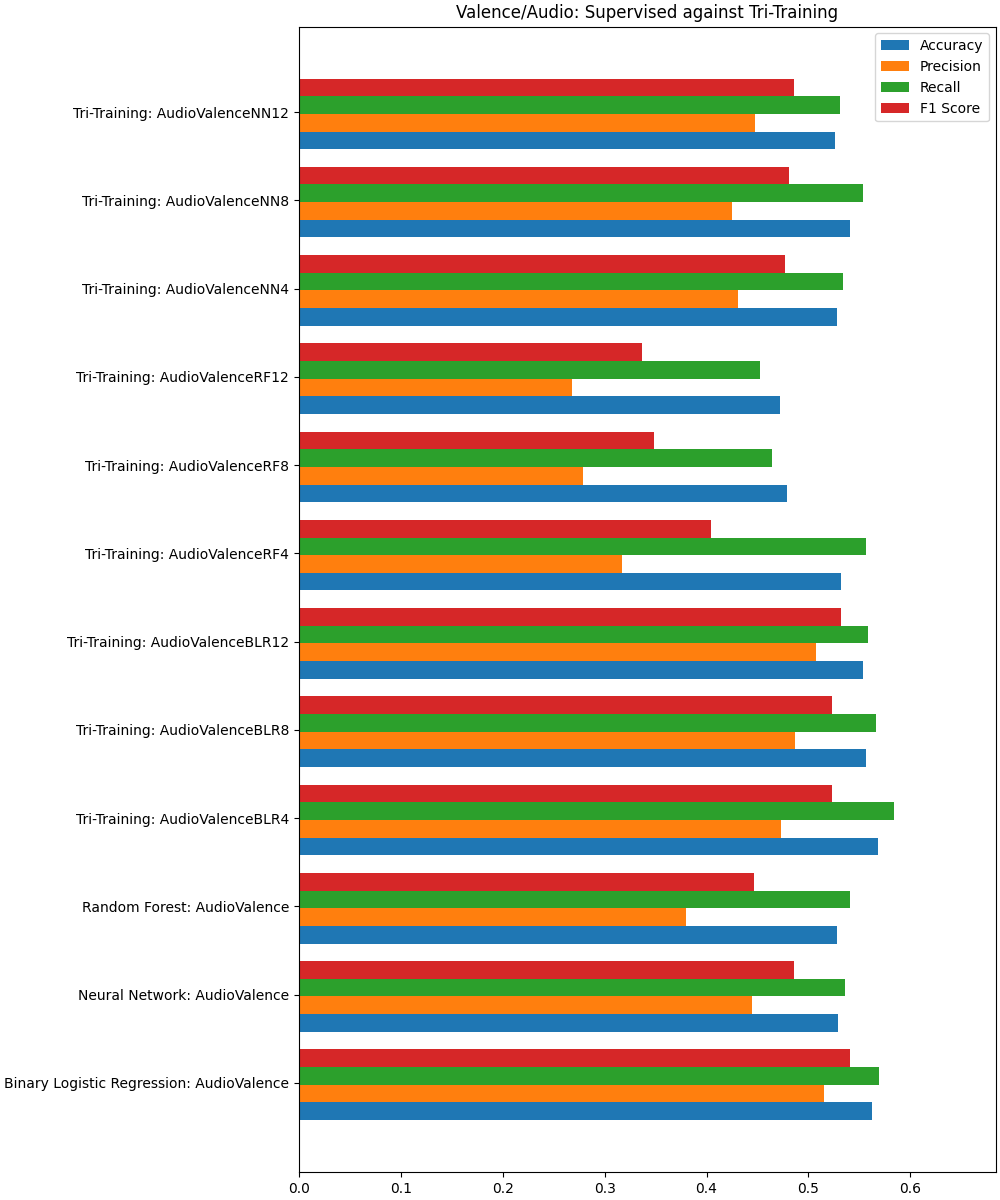 Valence/Audio: Supervised against Tri-Training
Accuracy
Precision
Recall
F1 Score
Tri-Training: AudioValenceNN12
Tri-Training: AudioValenceNN8
Tri-Training: AudioValenceNN4
Tri-Training: AudioValenceRF12
Tri-Training: AudioValenceRF8
Tri-Training: AudioValenceRF4
Tri-Training: AudioValenceBLR12
Tri-Training: AudioValenceBLR8
Tri-Training: AudioValenceBLR4
Random Forest: AudioValence
Neural Network: AudioValence
Binary Logistic Regression: AudioValence
0.0 0.1 0.2 0.3 0.4 0.5 0.6